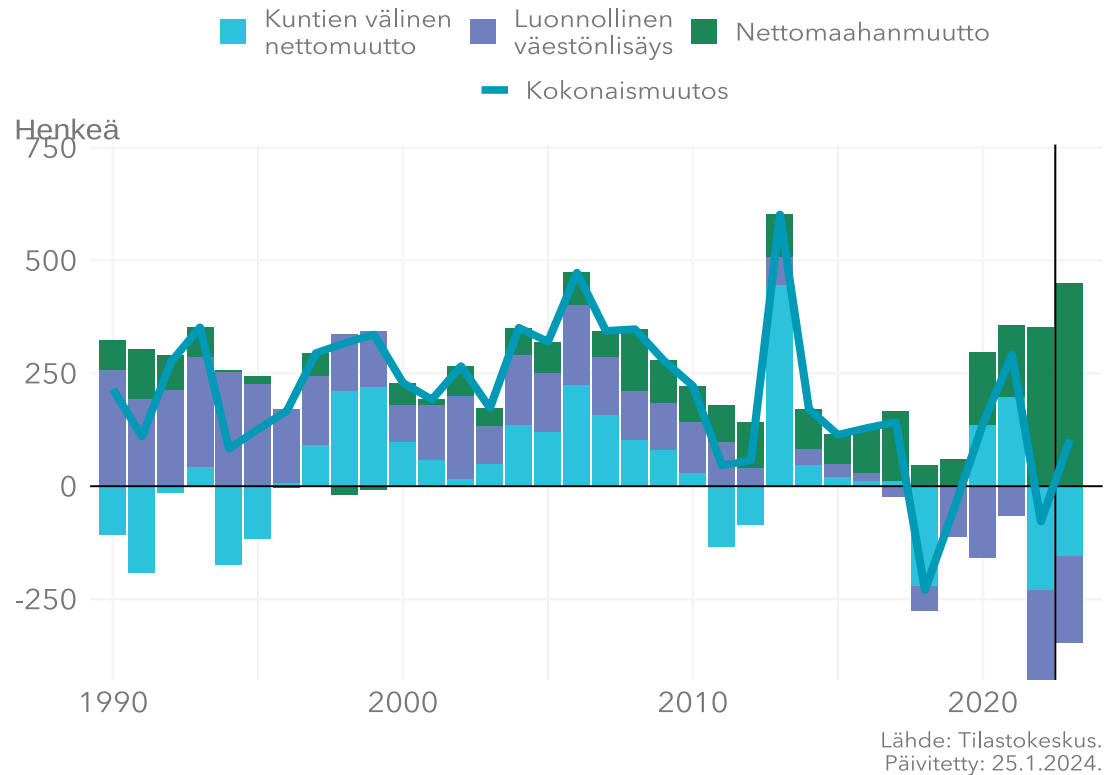 Kuntien välinen
nettomuutto
Luonnollinen
väestönlisäys
Nettomaahanmuutto
Kokonaismuutos
Henkeä
750
500
250
0
-250
1990
2000
2010
2020
Lähde: Tilastokeskus.
Päivitetty: 25.1.2024.